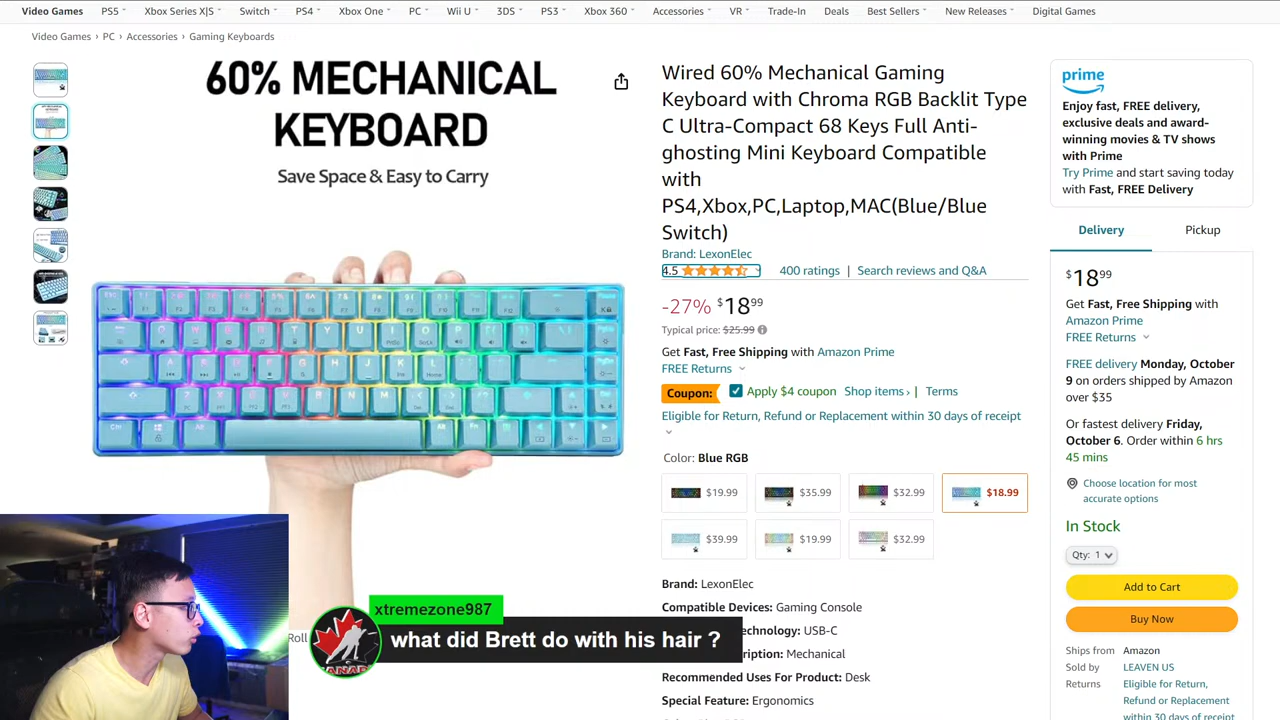 Video Games PS5 Xbox Series X|S Switch PS4 Xbox One PC Wii U 3DS PS3 Xbox 360 Accessories VR Trade-In Deals Best Sellers New Releases Digital Games
Video Games › PC › Accessories › Gaming Keyboards
60% MECHANICAL
KEYBOARD
Save Space & Easy to Carry
Roll
Wired 60% Mechanical Gaming
Keyboard with Chroma RGB Backlit Type
C Ultra-Compact 68 Keys Full Anti-
ghosting Mini Keyboard Compatible
with
PS4,Xbox,PC,Laptop,MAC(Blue/Blue
Switch)
Brand: LexonElec
4.5 400 ratings | Search reviews and Q&A
-27% $18 99
Typical price: $25.99
Get Fast, Free Shipping with Amazon Prime
FREE Returns
Coupon: Apply $4 coupon Shop items › | Terms
Eligible for Return, Refund or Replacement within 30 days of receipt
Color: Blue RGB
$19.99 $35.99 $32.99 $18.99
$39.99 $19.99 $32.99
Brand: LexonElec
Compatible Devices: Gaming Console
echnology: USB-C
ription: Mechanical
Recommended Uses For Product: Desk
Special Feature: Ergonomics
prime
Enjoy fast, FREE delivery,
exclusive deals and award-
winning movies & TV shows
with Prime
Try Prime and start saving today
with Fast, FREE Delivery
Delivery Pickup
$18 99
Get Fast, Free Shipping with
Amazon Prime
FREE Returns
FREE delivery Monday, October
9 on orders shipped by Amazon
over $35
Or fastest delivery Friday,
October 6. Order within 6 hrs
45 mins
Choose location for most
accurate options
In Stock
Qty: 1
Add to Cart
Buy Now
Ships from Amazon
Sold by LEAVEN US
Returns Eligible for Return,
Refund or Replacement
within 30 days of receipt
xtremezone987
what did Brett do with his hair ?
CANADA